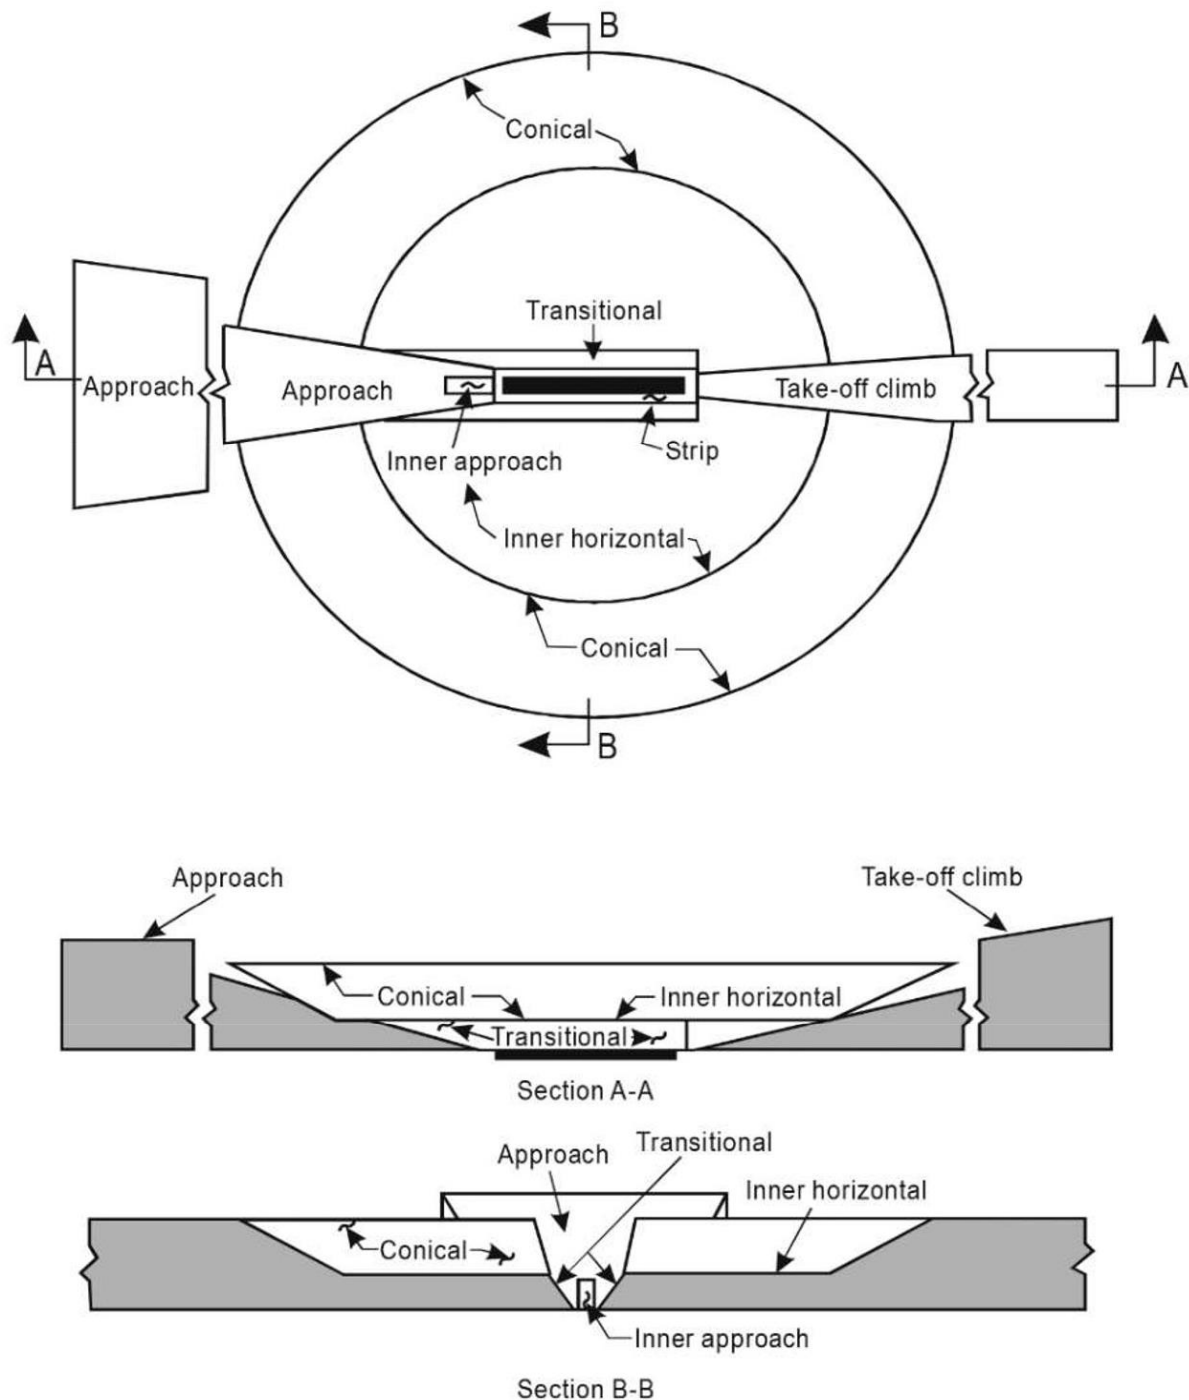 B
Conical
Transitional
A
A
Approach
Approach
Take-off climb
Inner approach
Strip
Inner horizontal
Conical
B
Approach
Take-off climb
Conical
Inner horizontal
Transitional
Section A-A
Transitional
Approach
Inner horizontal
Conical
Inner approach
Section B-B